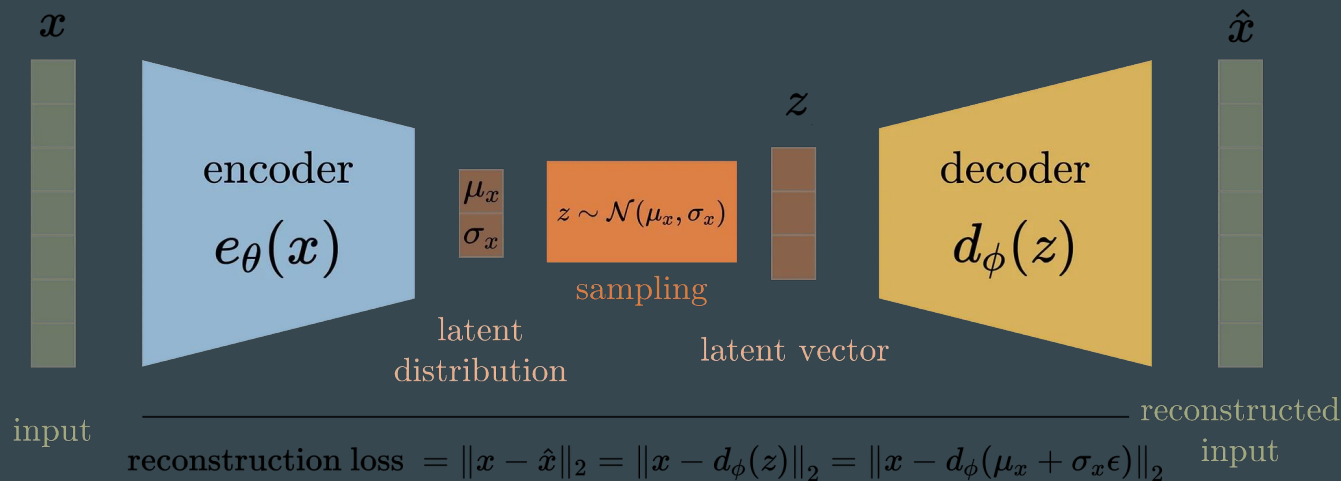 x
x̂
z
encoder
e_θ(x)
μ_x
σ_x
z ∼ 𝒩(μ_x, σ_x)
sampling
decoder
d_ϕ(z)
latent
distribution
latent vector
input
reconstructed
input
reconstruction loss = ‖x − x̂‖₂ = ‖x − d_ϕ(z)‖₂ = ‖x − d_ϕ(μ_x + σ_xϵ)‖₂